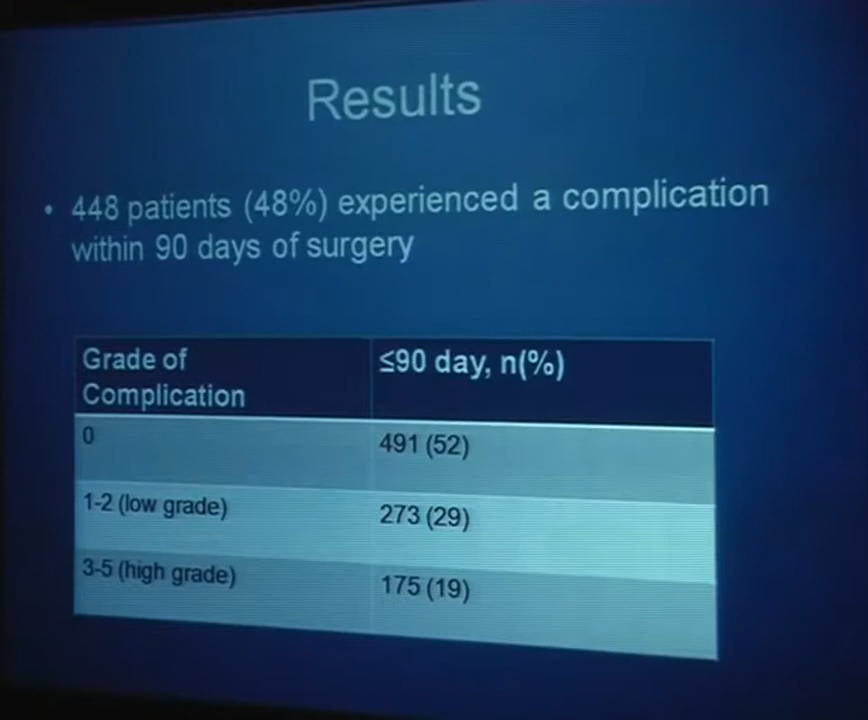 Results
• 448 patients (48%) experienced a complication
within 90 days of surgery
Grade of
Complication
≤90 day, n(%)
0
491 (52)
1-2 (low grade)
273 (29)
3-5 (high grade)
175 (19)